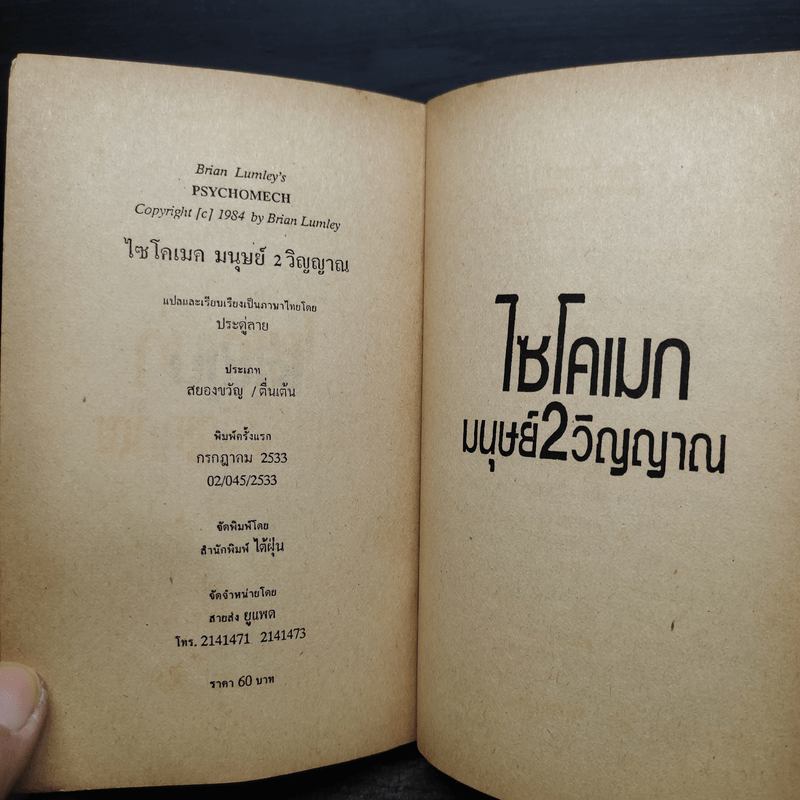 Brian Lumley's
PSYCHOMECH
Copyright [c] 1984 by Brian Lumley
ไซโคเมค มนุษย์ 2 วิญญาณ
แปลและเรียบเรียงเป็นภาษาไทยโดย
ประตู่ลาย
ประเภท
สยองขวัญ / ตื่นเต้น
พิมพ์ครั้งแรก
กรกฎาคม 2533
02/045/2533
จัดพิมพ์โดย
สำนักพิมพ์ ไต้ฝุ่น
จัดจำหน่ายโดย
สายส่ง ยูแพด
โทร. 2141471 2141473
ราคา 60 บาท
ไซโคเมค
มนุษย์2วิญญาณ